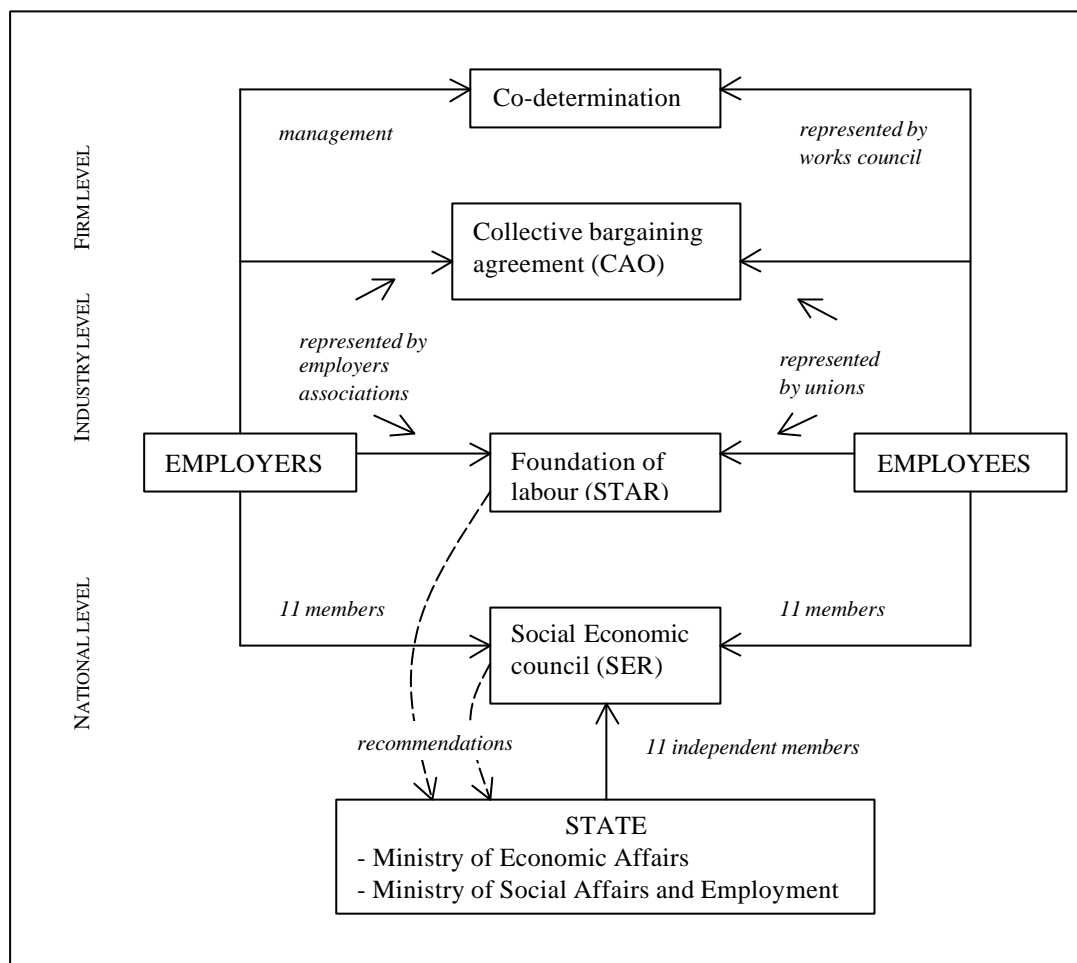 Co-determination
management
represented by
works council
FIRM LEVEL
Collective bargaining
agreement (CAO)
INDUSTRY LEVEL
represented by
employers
associations
represented
by unions
EMPLOYERS
Foundation of
labour (STAR)
EMPLOYEES
NATIONAL LEVEL
11 members
11 members
Social Economic
council (SER)
recommendations
11 independent members
STATE
- Ministry of Economic Affairs
- Ministry of Social Affairs and Employment